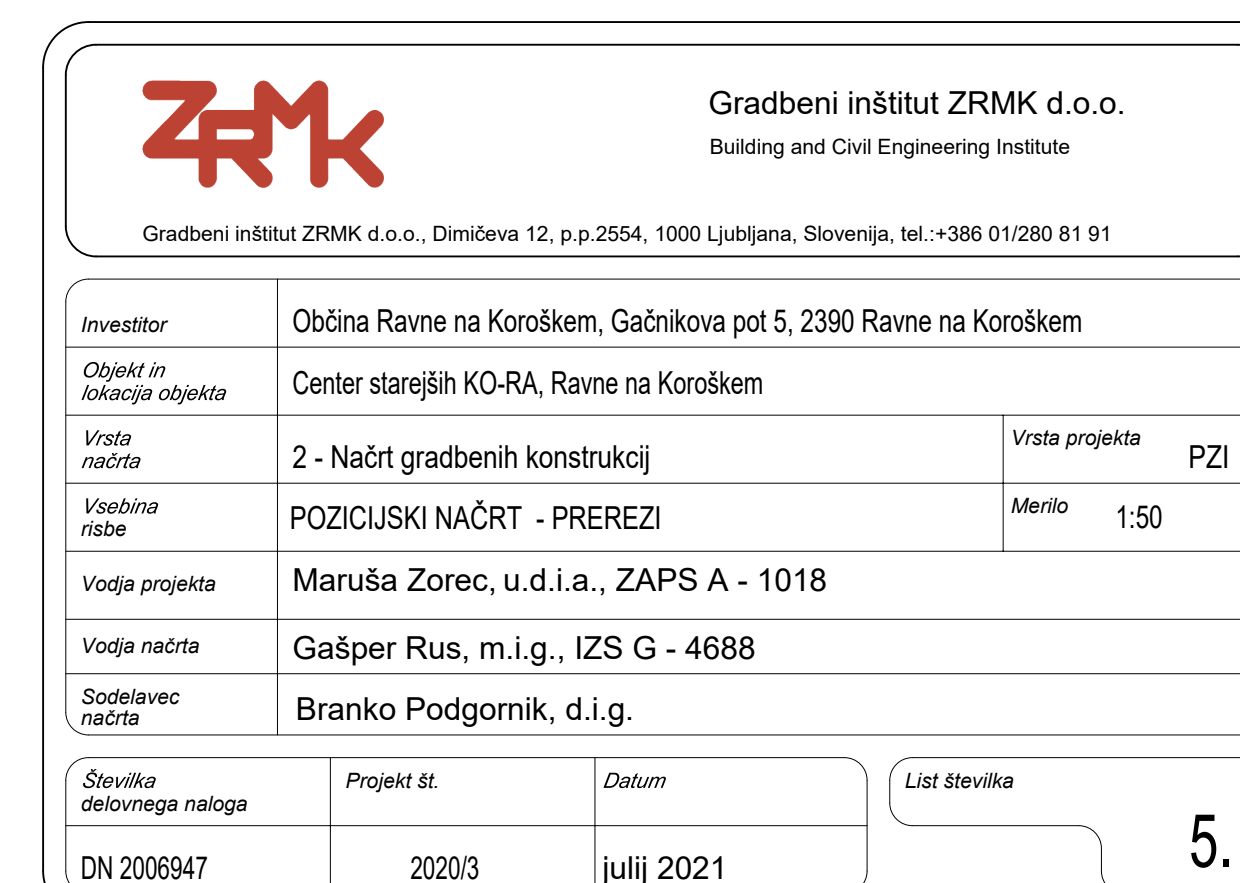 ZRMK
Gradbeni inštitut ZRMK d.o.o.
Building and Civil Engineering Institute
Gradbeni inštitut ZRMK d.o.o., Dimičeva 12, p.p.2554, 1000 Ljubljana, Slovenija, tel.:+386 01/280 81 91
Investitor
Občina Ravne na Koroškem, Gačnikova pot 5, 2390 Ravne na Koroškem
Objekt in
lokacija objekta
Center starejših KO-RA, Ravne na Koroškem
Vrsta
načrta
2 - Načrt gradbenih konstrukcij
Vrsta projekta
PZI
Vsebina
risbe
POZICIJSKI NAČRT - PREREZI
Merilo
1:50
Vodja projekta
Maruša Zorec, u.d.i.a., ZAPS A - 1018
Vodja načrta
Gašper Rus, m.i.g., IZS G - 4688
Sodelavec
načrta
Branko Podgornik, d.i.g.
Številka
delovnega naloga
DN 2006947
Projekt št.
2020/3
Datum
julij 2021
List številka
5.